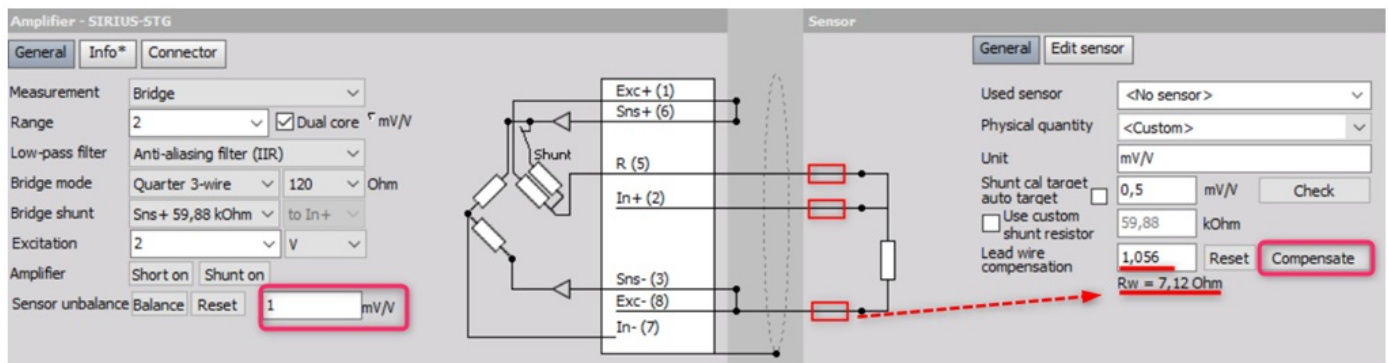 Amplifier - SIRIUS-STG
General Info* Connector
Measurement Bridge
Range 2 Dual core mV/V
Low-pass filter Anti-aliasing filter (IIR)
Bridge mode Quarter 3-wire 120 Ohm
Bridge shunt Sns+ 59,88 kOhm to In+
Excitation 2 V
Amplifier Short on Shunt on
Sensor unbalance Balance Reset 1 mV/V
Shunt
Exc+ (1)
Sns+ (6)
R (5)
In+ (2)
Sns- (3)
Exc- (8)
In- (7)
Sensor
General Edit sensor
Used sensor <No sensor>
Physical quantity <Custom>
Unit mV/V
Shunt cal target
auto target 0,5 mV/V Check
Use custom
shunt resistor 59,88 kOhm
Lead wire
compensation 1,056 Reset Compensate
Rw = 7,12 Ohm